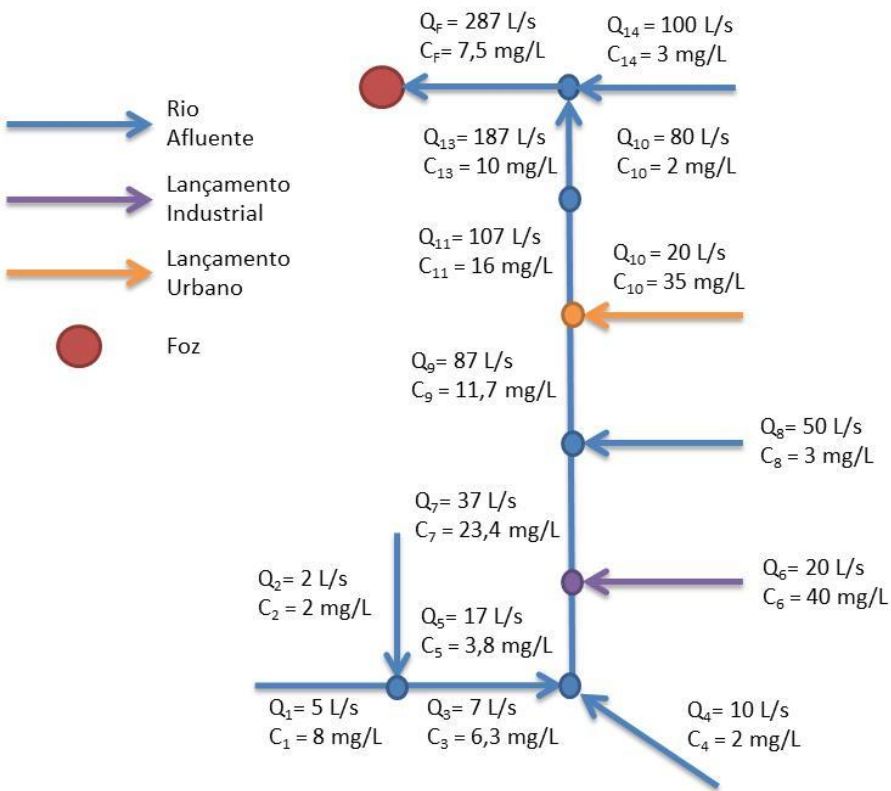 Q_F = 287 L/s
C_F= 7,5 mg/L
Q₁₄ = 100 L/s
C₁₄ = 3 mg/L
Rio
Afluente
Q₁₃ = 187 L/s
C₁₃ = 10 mg/L
Q₁₀ = 80 L/s
C₁₀ = 2 mg/L
Lançamento
Industrial
Q₁₁= 107 L/s
C₁₁ = 16 mg/L
Lançamento
Urbano
Q₁₀ = 20 L/s
C₁₀ = 35 mg/L
Foz
Q₉ = 87 L/s
C₉ = 11,7 mg/L
Q₈= 50 L/s
C₈ = 3 mg/L
Q₇= 37 L/s
C₇ = 23,4 mg/L
Q₂= 2 L/s
C₂ = 2 mg/L
Q₆= 20 L/s
C₆ = 40 mg/L
Q₅= 17 L/s
C₅ = 3,8 mg/L
Q₁= 5 L/s
C₁ = 8 mg/L
Q₃= 7 L/s
C₃ = 6,3 mg/L
Q₄= 10 L/s
C₄ = 2 mg/L